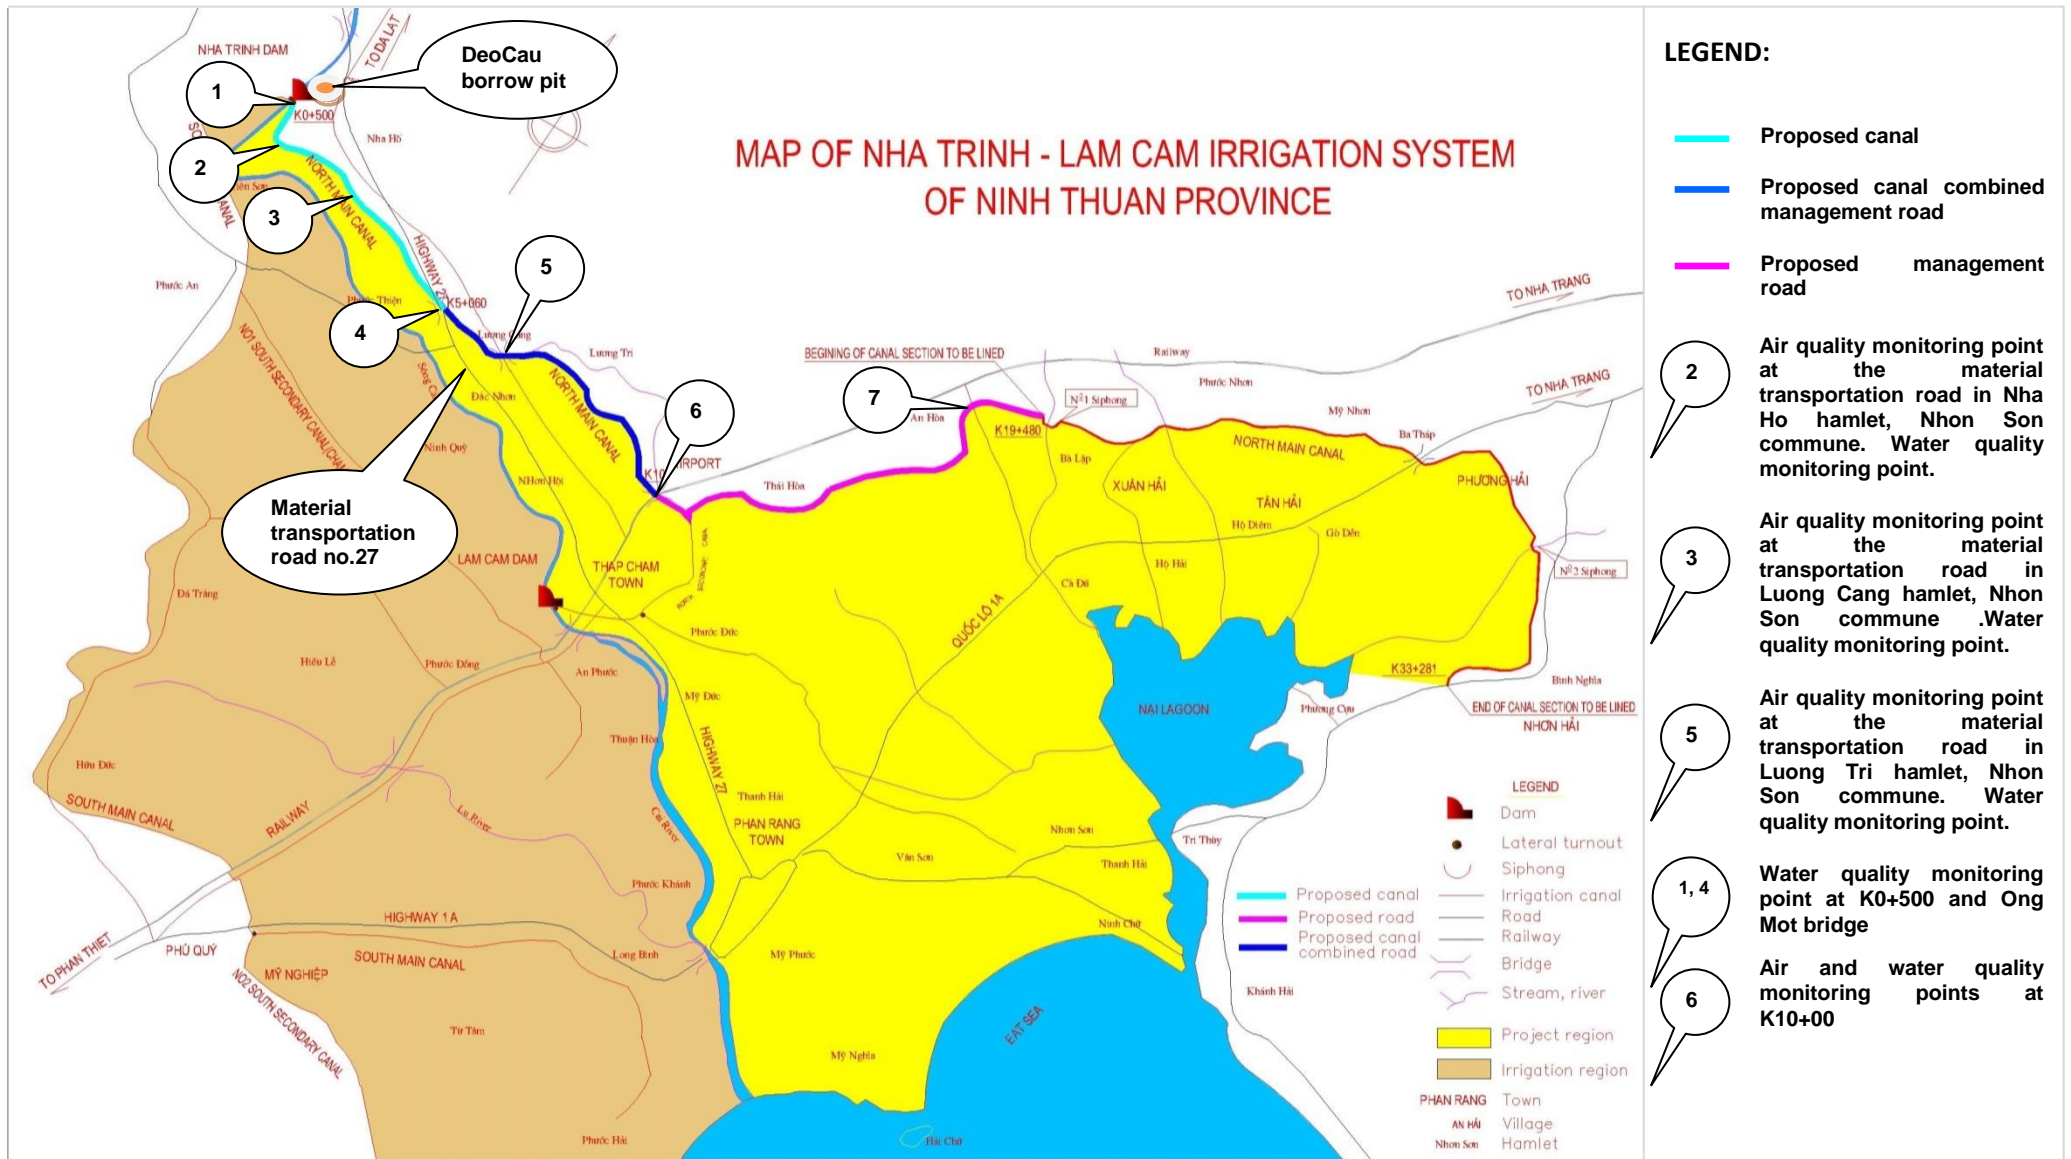 NHA TRINH DAM
TO DA LAT
DeoCau
borrow pit
1
K0+500
Nha Hố
2
NORTH MAIN CANAL
3
HIGHWAY 27
MAP OF NHA TRINH - LAM CAM IRRIGATION SYSTEM
OF NINH THUAN PROVINCE
5
Phước An
Phước Thiện
K5+060
4
Lương Cang
Lương Tri
NO1 SOUTH SECONDARY CANAL
NORTH MAIN CANAL
Đắc Nhơn
6
BEGINING OF CANAL SECTION TO BE LINED
Railway
TO NHA TRANG
Phước Nhơn
TO NHA TRANG
7
An Hòa
Nº1 Siphong
Mỹ Nhơn
K19+480
Ba Tháp
NORTH MAIN CANAL
Ninh Quý
AIRPORT
Bà Lập
XUÂN HẢI
PHƯƠNG HẢI
Nhơn Hội
Thái Hòa
TÂN HẢI
Material
transportation
road no.27
Hộ Diêm
Gò Đền
LAM CAM DAM
THÁP CHÀM
TOWN
Hộ Hải
Nº2 Siphong
Cà Đú
Đá Trắng
QUỐC LỘ 1A
Phước Đức
Hiếu Lễ
Phước Đồng
An Phước
K33+281
Bình Nghĩa
Mỹ Đức
NẠI LAGOON
Phương Cựu
END OF CANAL SECTION TO BE LINED
NHƠN HẢI
Thuận Hòa
HIGHWAY 27
Hữu Đức
SOUTH MAIN CANAL
RAILWAY
Lu River
Cai River
Thanh Hải
PHAN RANG
TOWN
Nhơn Sơn
Tri Thủy
Văn Sơn
Thanh Hải
Phước Khánh
HIGHWAY 1A
Ninh Chữ
TO PHAN THIET
PHÚ QUÝ
SOUTH MAIN CANAL
Long Bình
Mỹ Phước
MỸ NGHIỆP
NO2 SOUTH SECONDARY CANAL
Khánh Hải
Từ Tâm
EAT SEA
Mỹ Nghĩa
Phước Hải
Hải Chữ
LEGEND
Dam
Lateral turnout
Siphong
Proposed canal
Irrigation canal
Proposed road
Road
Proposed canal
combined road
Railway
Bridge
Stream, river
Project region
Irrigation region
PHAN RANG Town
AN HẢI Village
Nhơn Sơn Hamlet
LEGEND:
Proposed canal
Proposed canal combined
management road
Proposed management
road
2
Air quality monitoring point
at the material
transportation road in Nha
Ho hamlet, Nhon Son
commune. Water quality
monitoring point.
3
Air quality monitoring point
at the material
transportation road in
Luong Cang hamlet, Nhon
Son commune .Water
quality monitoring point.
5
Air quality monitoring point
at the material
transportation road in
Luong Tri hamlet, Nhon
Son commune. Water
quality monitoring point.
1, 4
Water quality monitoring
point at K0+500 and Ong
Mot bridge
6
Air and water quality
monitoring points at
K10+00